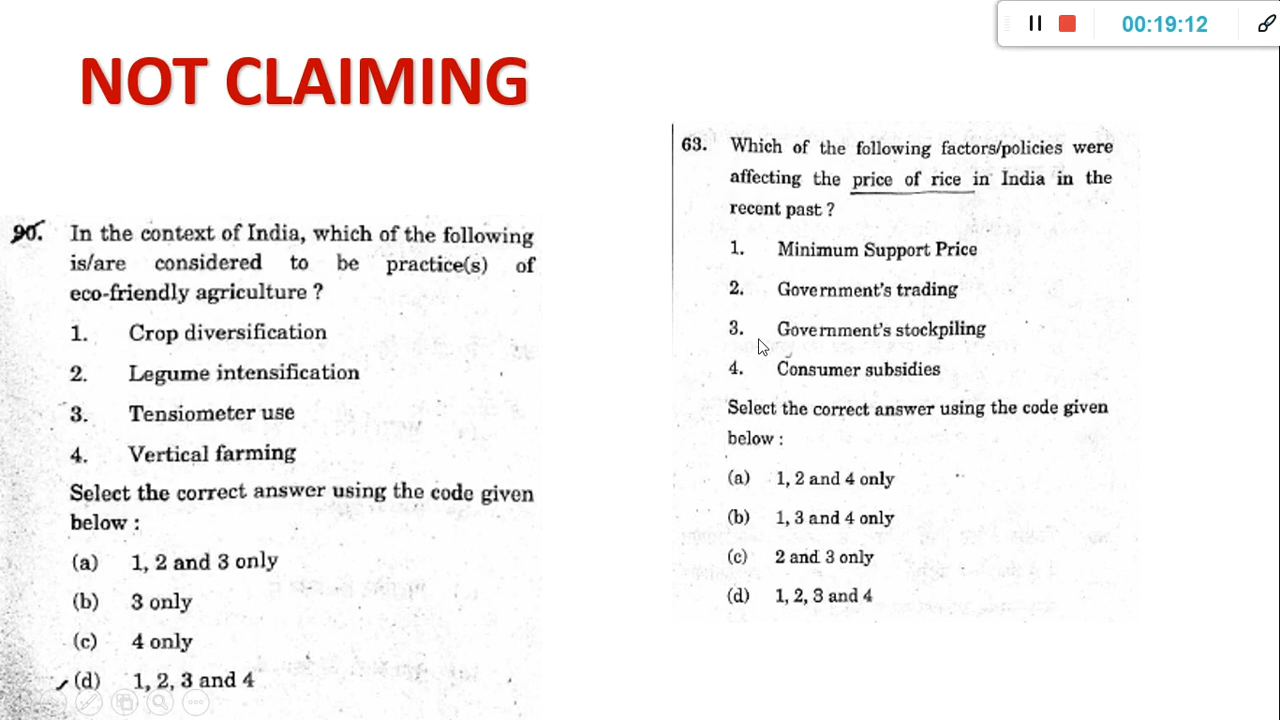 00:19:12
NOT CLAIMING
90. In the context of India, which of the following
is/are considered to be practice(s) of
eco-friendly agriculture ?
1. Crop diversification
2. Legume intensification
3. Tensiometer use
4. Vertical farming
Select the correct answer using the code given
below :
(a) 1, 2 and 3 only
(b) 3 only
(c) 4 only
(d) 1, 2, 3 and 4
63. Which of the following factors/policies were
affecting the price of rice in India in the
recent past ?
1. Minimum Support Price
2. Government's trading
3. Government's stockpiling
4. Consumer subsidies
Select the correct answer using the code given
below :
(a) 1, 2 and 4 only
(b) 1, 3 and 4 only
(c) 2 and 3 only
(d) 1, 2, 3 and 4